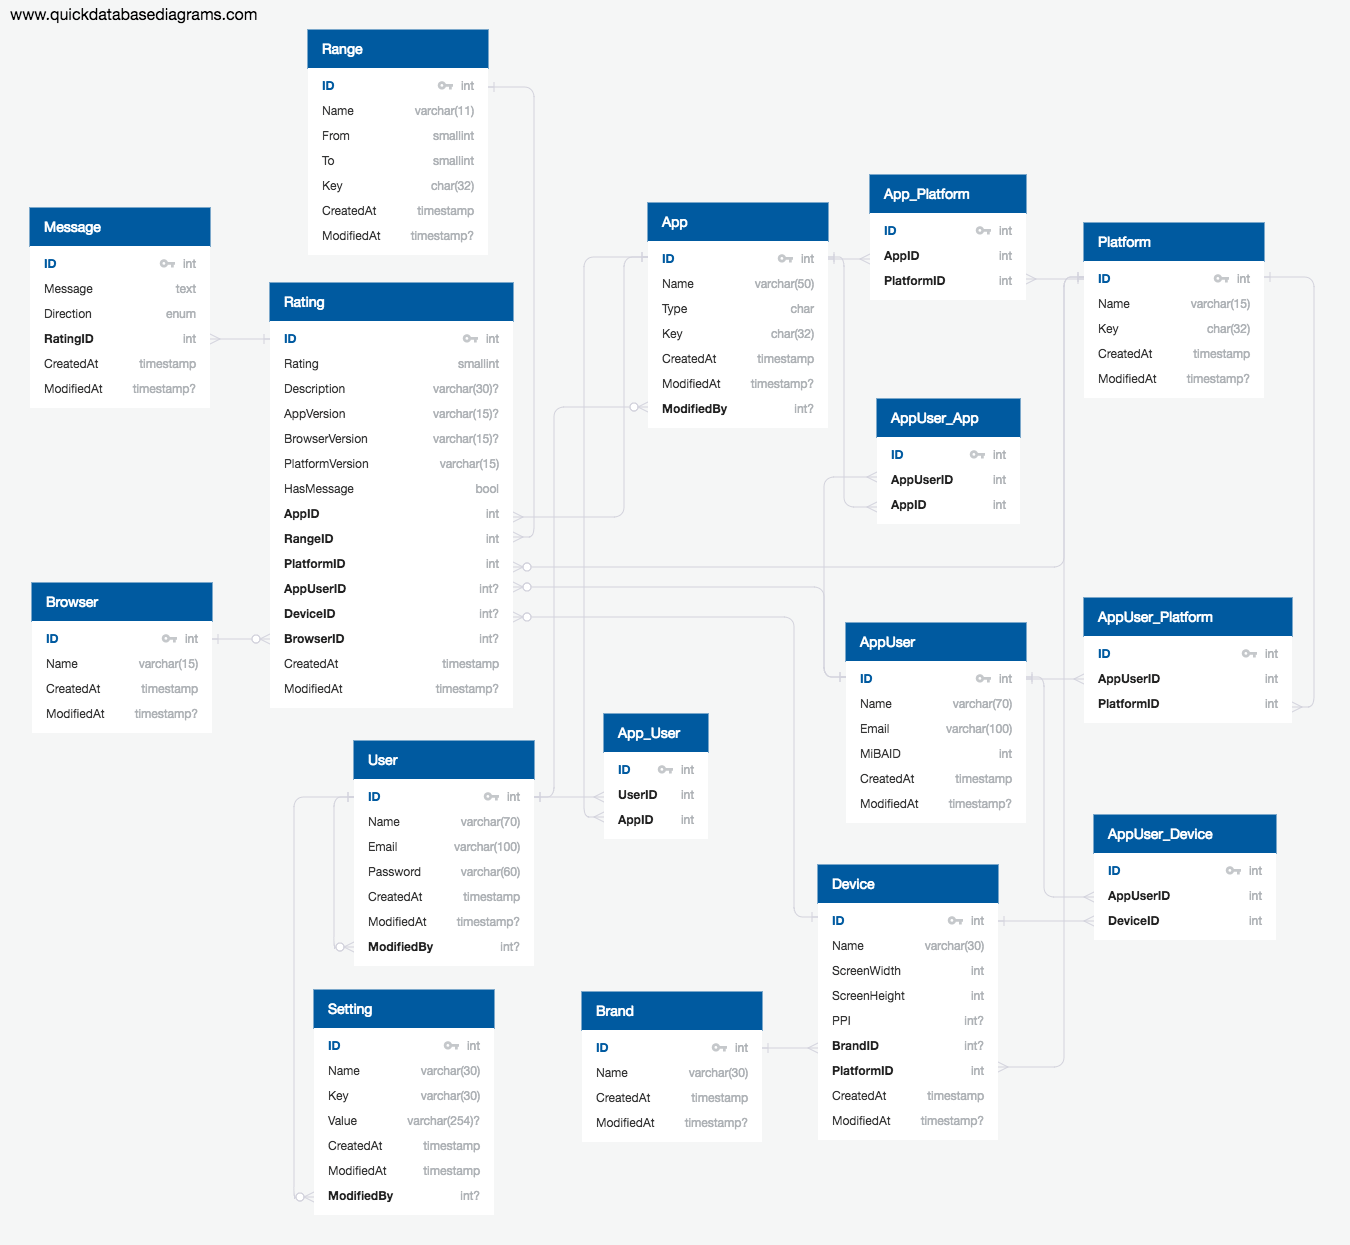 www.quickdatabasediagrams.com
Range
ID int
Name varchar(11)
From smallint
To smallint
Key char(32)
CreatedAt timestamp
ModifiedAt timestamp?
Message
ID int
Message text
Direction enum
RatingID int
CreatedAt timestamp
ModifiedAt timestamp?
Rating
ID int
Rating smallint
Description varchar(30)?
AppVersion varchar(15)?
BrowserVersion varchar(15)?
PlatformVersion varchar(15)
HasMessage bool
AppID int
RangeID int
PlatformID int
AppUserID int?
DeviceID int?
BrowserID int?
CreatedAt timestamp
ModifiedAt timestamp?
App
ID int
Name varchar(50)
Type char
Key char(32)
CreatedAt timestamp
ModifiedAt timestamp?
ModifiedBy int?
App_Platform
ID int
AppID int
PlatformID int
Platform
ID int
Name varchar(15)
Key char(32)
CreatedAt timestamp
ModifiedAt timestamp?
AppUser_App
ID int
AppUserID int
AppID int
Browser
ID int
Name varchar(15)
CreatedAt timestamp
ModifiedAt timestamp?
AppUser
ID int
Name varchar(70)
Email varchar(100)
MiBAID int
CreatedAt timestamp
ModifiedAt timestamp?
AppUser_Platform
ID int
AppUserID int
PlatformID int
User
ID int
Name varchar(70)
Email varchar(100)
Password varchar(60)
CreatedAt timestamp
ModifiedAt timestamp?
ModifiedBy int?
App_User
ID int
UserID int
AppID int
AppUser_Device
ID int
AppUserID int
DeviceID int
Device
ID int
Name varchar(30)
ScreenWidth int
ScreenHeight int
PPI int?
BrandID int?
PlatformID int
CreatedAt timestamp
ModifiedAt timestamp?
Setting
ID int
Name varchar(30)
Key varchar(30)
Value varchar(254)?
CreatedAt timestamp
ModifiedAt timestamp
ModifiedBy int?
Brand
ID int
Name varchar(30)
CreatedAt timestamp
ModifiedAt timestamp?